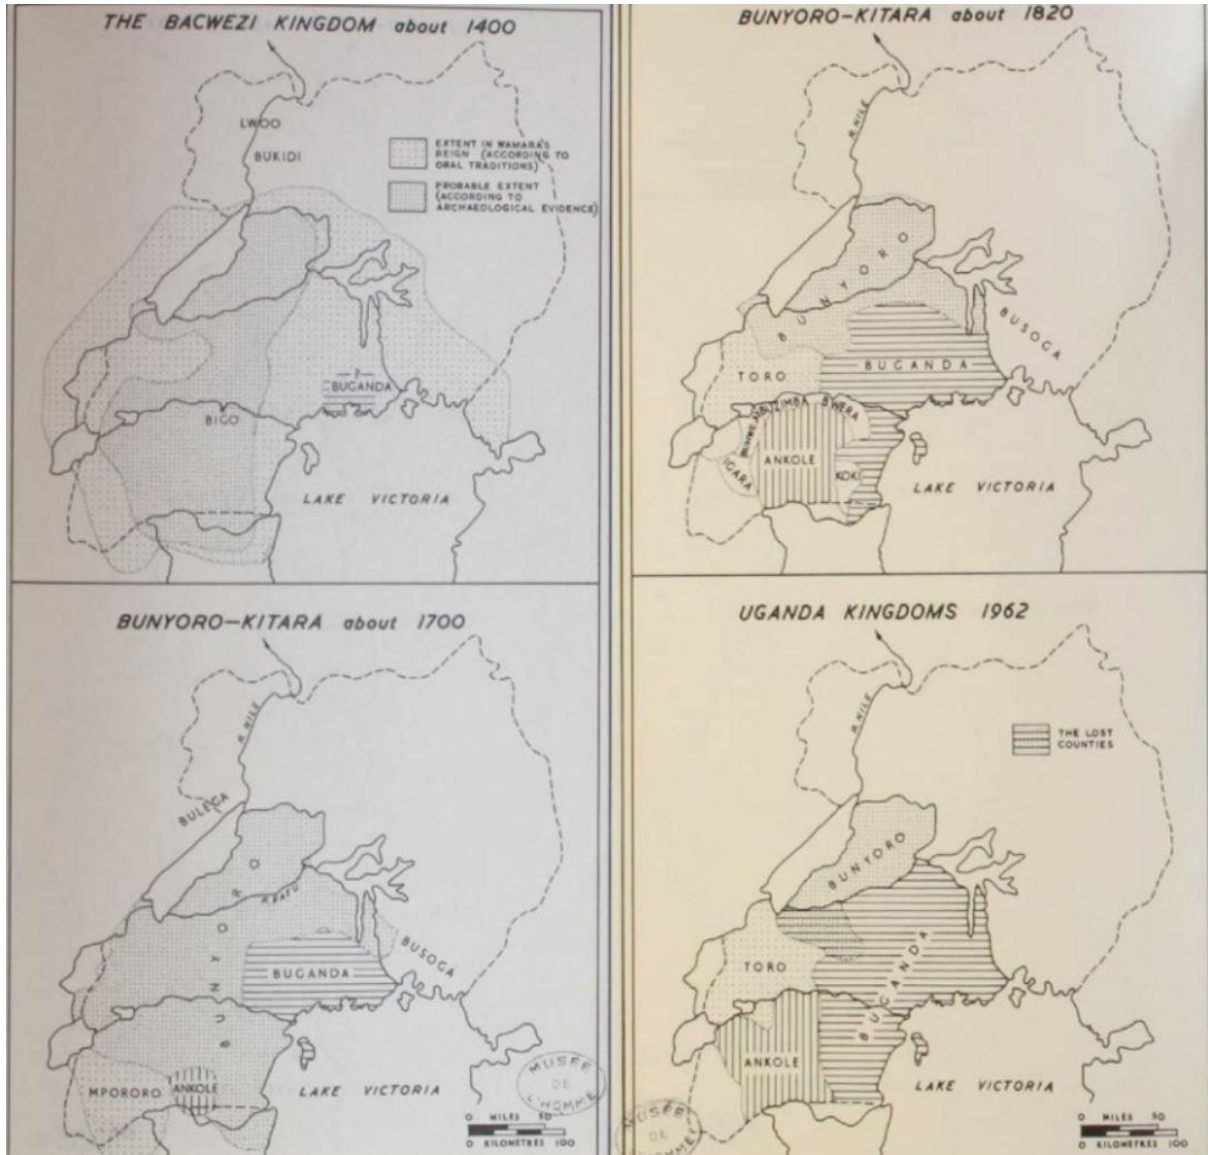 THE BACWEZI KINGDOM about 1400
LWOO
BUKIDI
EXTENT IN WAMARA'S
REIGN (ACCORDING TO
ORAL TRADITIONS)
PROBABLE EXTENT
(ACCORDING TO
ARCHAEOLOGICAL EVIDENCE)
?
BUGANDA
BIGO
LAKE VICTORIA
BUNYORO-KITARA about 1820
R. NILE
BUNYORO
BUSOGA
BUGANDA
TORO
BUZIMBA
BWERA
IGARA
ANKOLE
KOKI
LAKE VICTORIA
BUNYORO-KITARA about 1700
R. NILE
BULEGA
R. KAFU
BUNYORO
BUSOGA
BUGANDA
MPORORO
ANKOLE
LAKE VICTORIA
MUSÉE
DE
L'HOMME
0 MILES 50
0 KILOMETRES 100
UGANDA KINGDOMS 1962
R. NILE
THE LOST
COUNTIES
BUNYORO
TORO
BUGANDA
ANKOLE
LAKE VICTORIA
MUSÉE
DE
0 MILES 50
0 KILOMETRES 100